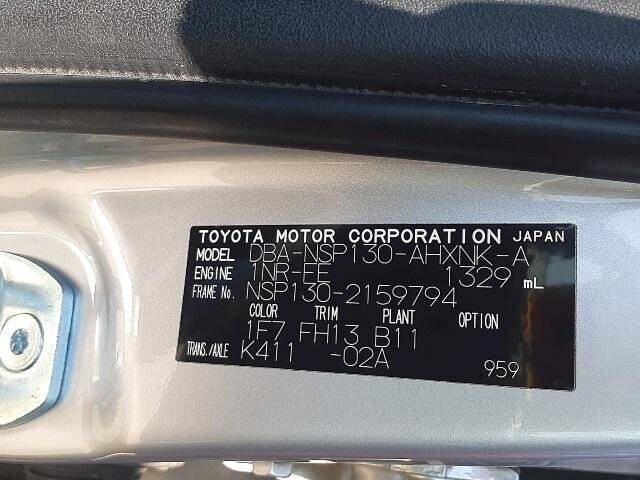 TOYOTA MOTOR CORPORATION JAPAN
MODEL DBA-NSP130-AHXNK-A
ENGINE 1NR-FE 1329 mL
FRAME No. NSP130-2159794
COLOR TRIM PLANT OPTION
1F7 FH13 B11
TRANS./AXLE K411 -02A
959